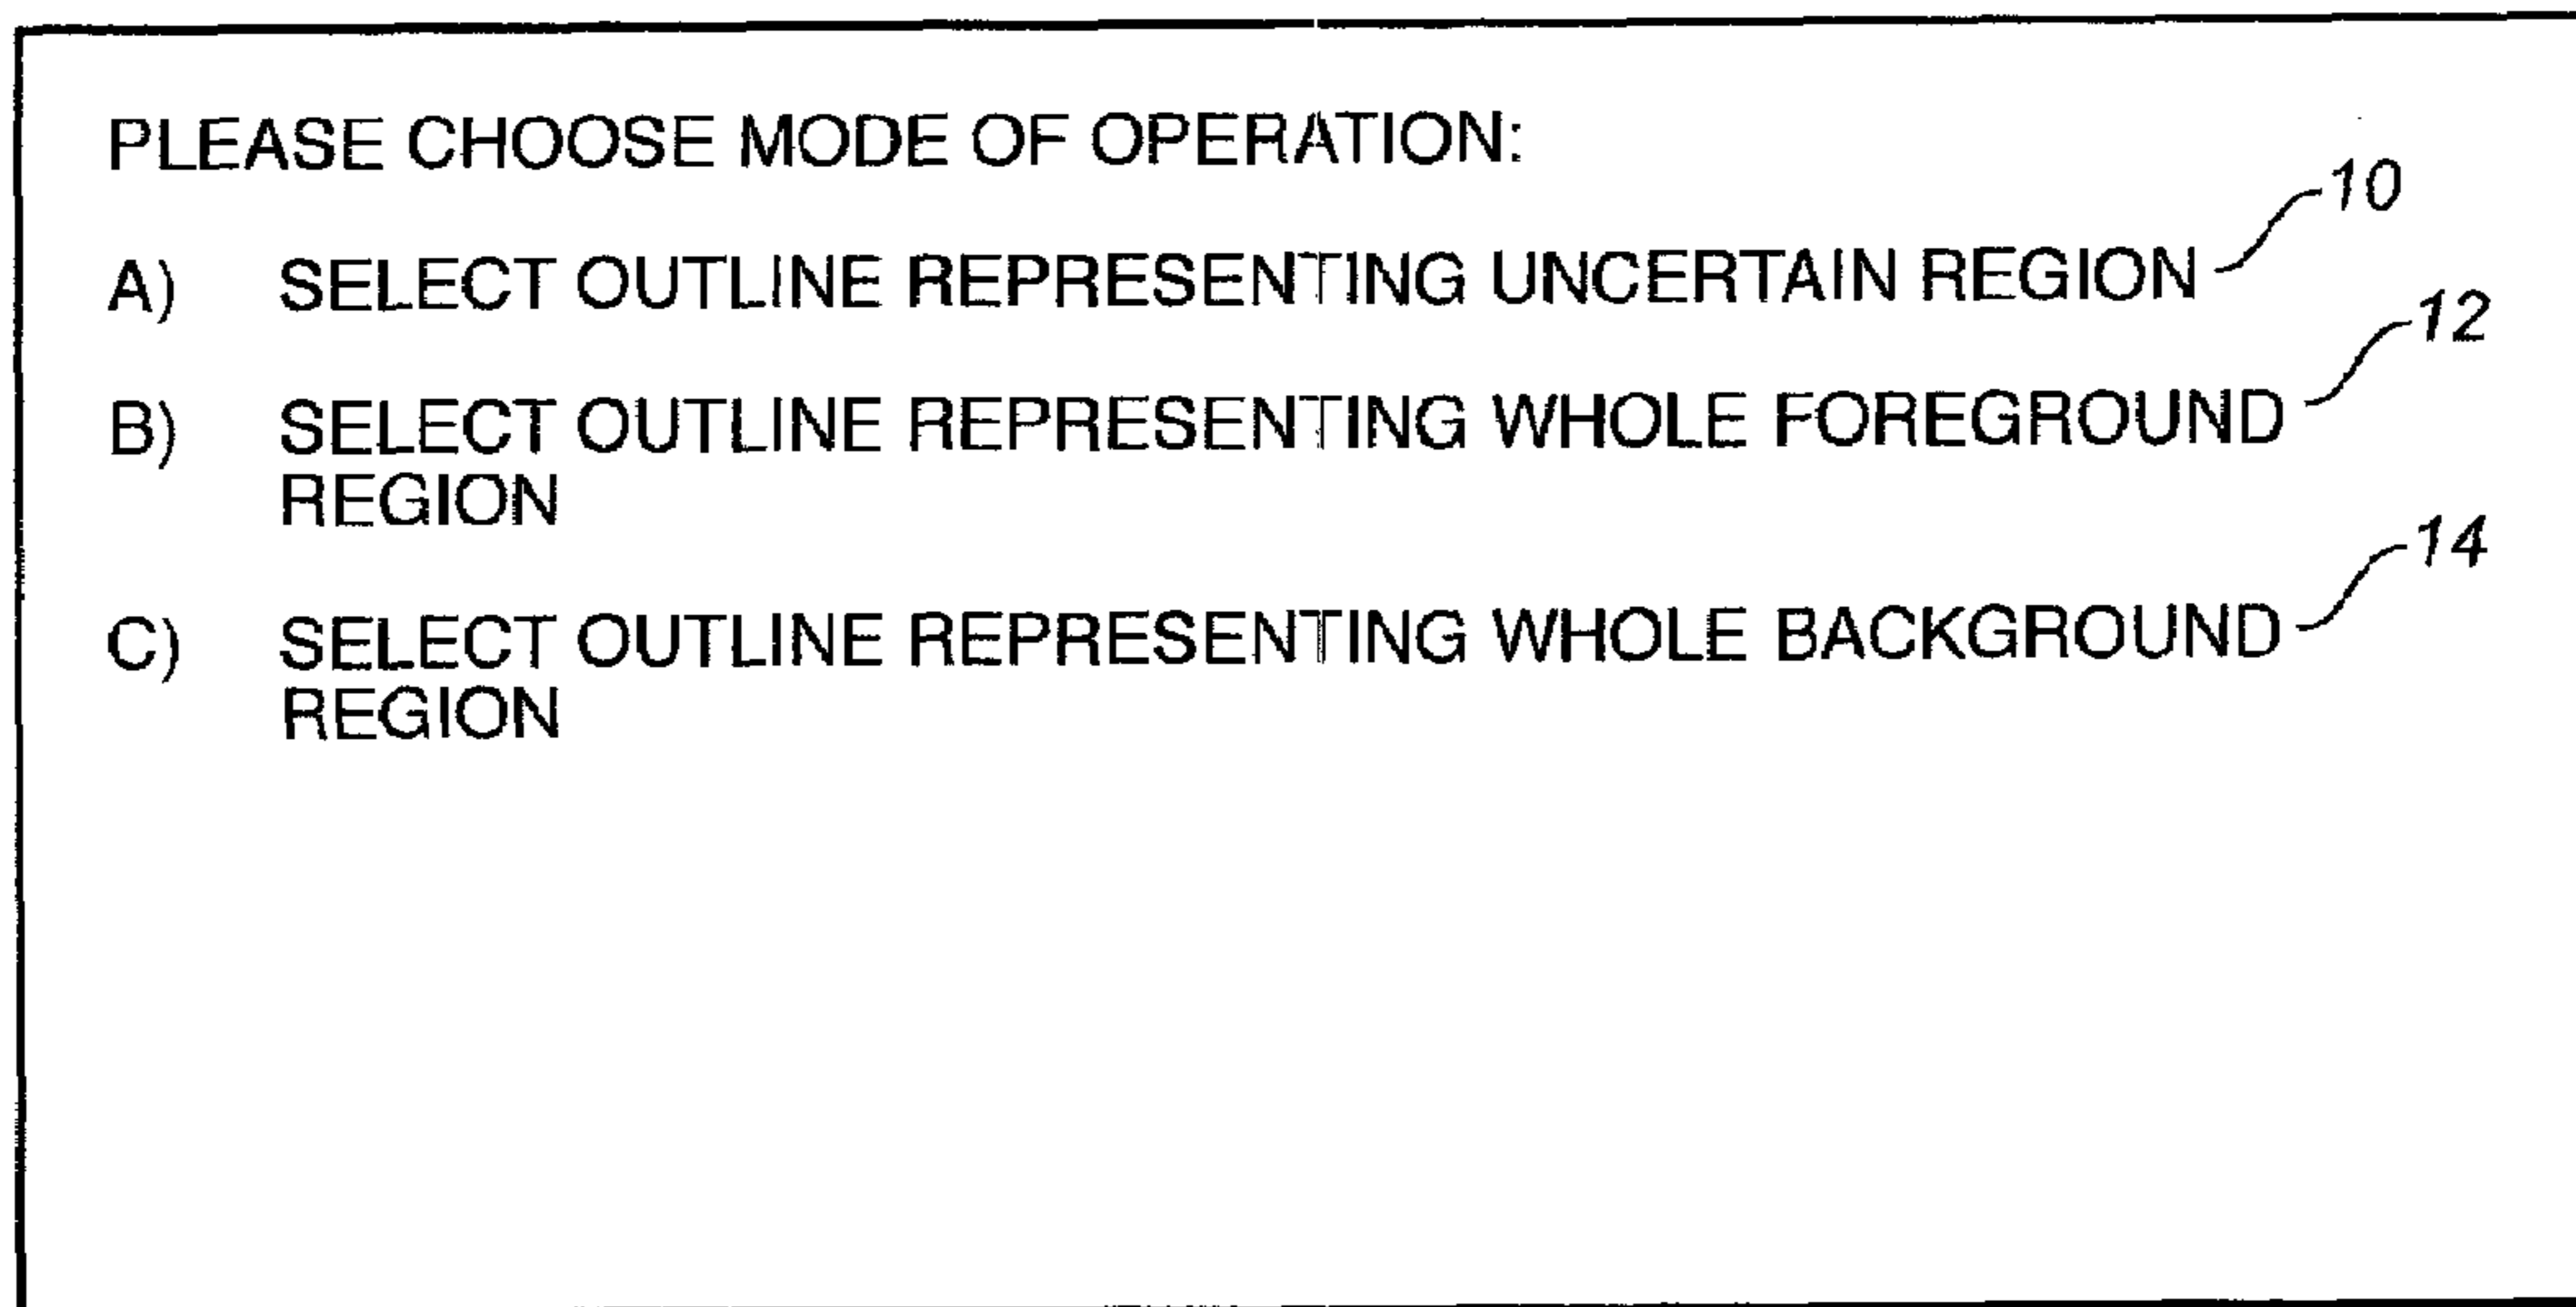 PLEASE CHOOSE MODE OF OPERATION:
10
A) SELECT OUTLINE REPRESENTING UNCERTAIN REGION
12
B) SELECT OUTLINE REPRESENTING WHOLE FOREGROUND
REGION
14
C) SELECT OUTLINE REPRESENTING WHOLE BACKGROUND
REGION